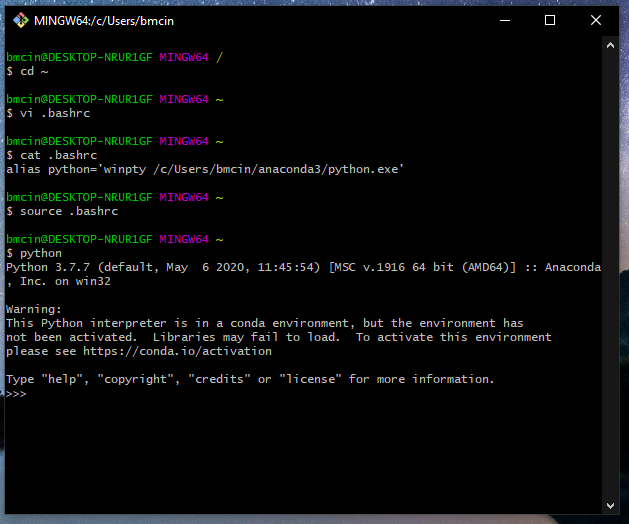 MINGW64:/c/Users/bmcin
bmcin@DESKTOP-NRUR1GF MINGW64 /
$ cd ~
bmcin@DESKTOP-NRUR1GF MINGW64 ~
$ vi .bashrc
bmcin@DESKTOP-NRUR1GF MINGW64 ~
$ cat .bashrc
alias python='winpty /c/Users/bmcin/anaconda3/python.exe'
bmcin@DESKTOP-NRUR1GF MINGW64 ~
$ source .bashrc
bmcin@DESKTOP-NRUR1GF MINGW64 ~
$ python
Python 3.7.7 (default, May  6 2020, 11:45:54) [MSC v.1916 64 bit (AMD64)] :: Anaconda
, Inc. on win32
Warning:
This Python interpreter is in a conda environment, but the environment has
not been activated.  Libraries may fail to load.  To activate this environment
please see https://conda.io/activation
Type "help", "copyright", "credits" or "license" for more information.
>>>